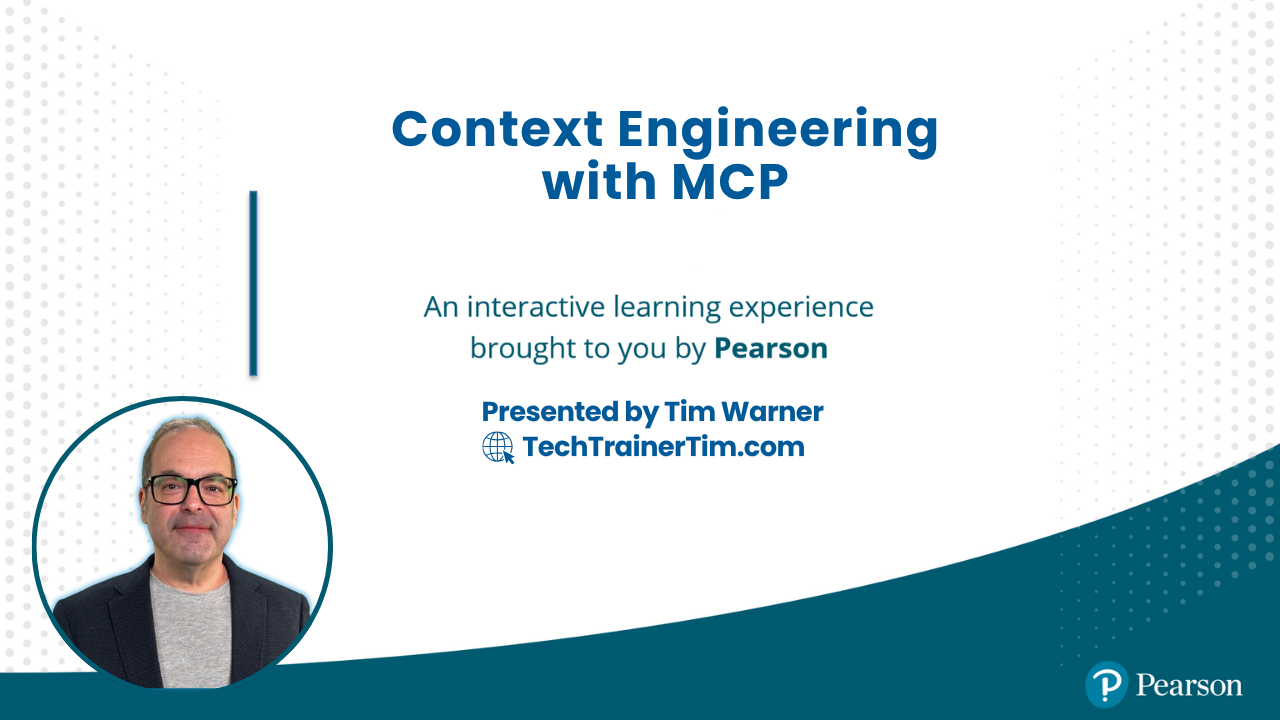 Context Engineering
with MCP
An interactive learning experience
brought to you by Pearson
Presented by Tim Warner
TechTrainerTim.com
Pearson